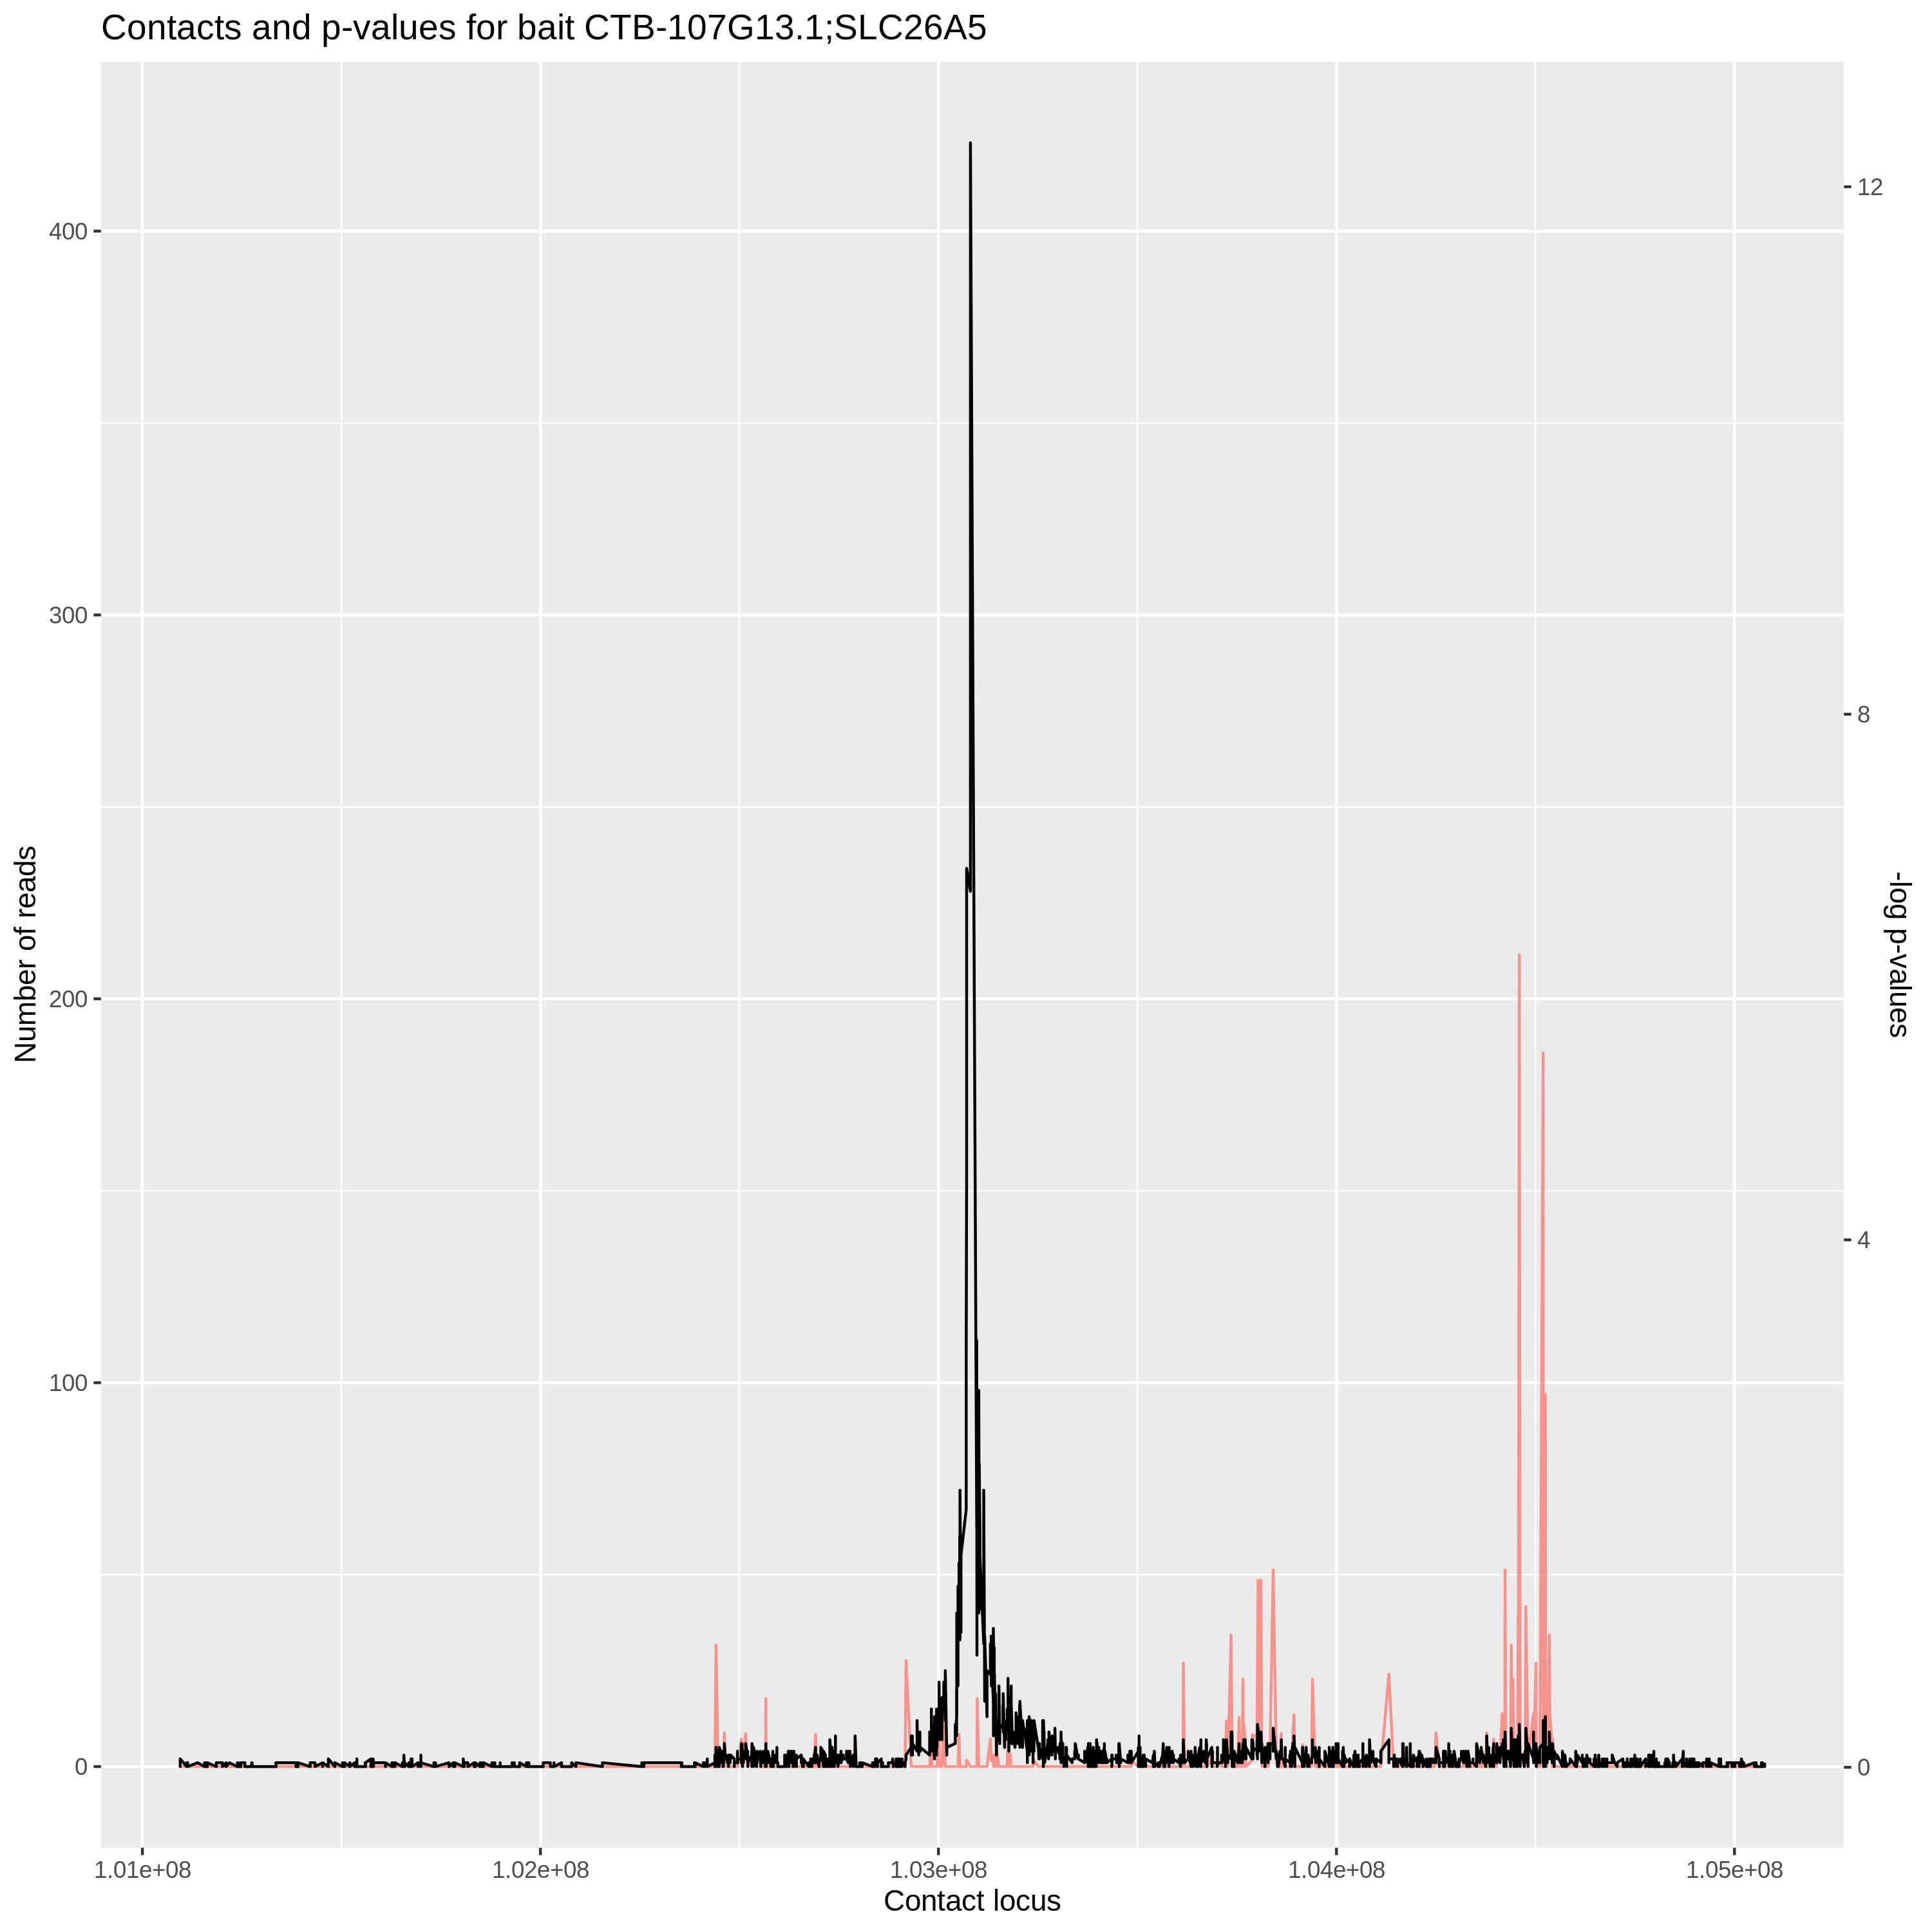 Contacts and p-values for bait CTB-107G13.1;SLC26A5
400
300
200
100
0
12
8
4
0
Number of reads
-log p-values
1.01e+08
1.02e+08
1.03e+08
1.04e+08
1.05e+08
Contact locus